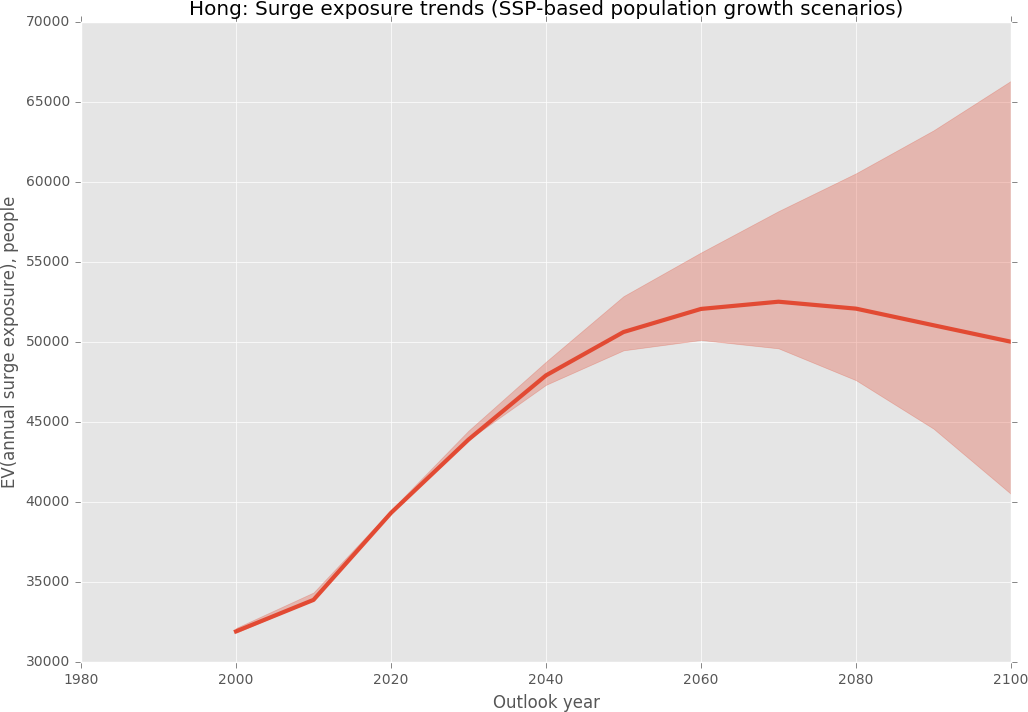 Hong: Surge exposure trends (SSP-based population growth scenarios)
EV(annual surge exposure), people
70000
65000
60000
55000
50000
45000
40000
35000
30000
1980 2000 2020 2040 2060 2080 2100
Outlook year